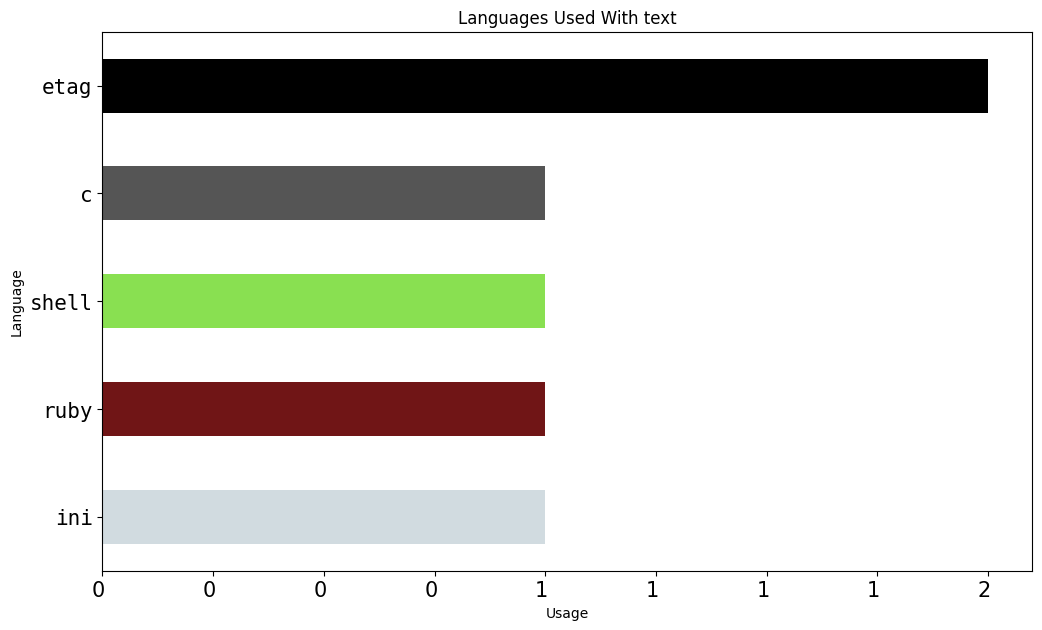 Languages Used With text
etag
c
shell
ruby
ini
Language
0 0 0 0 1 1 1 1 2
Usage